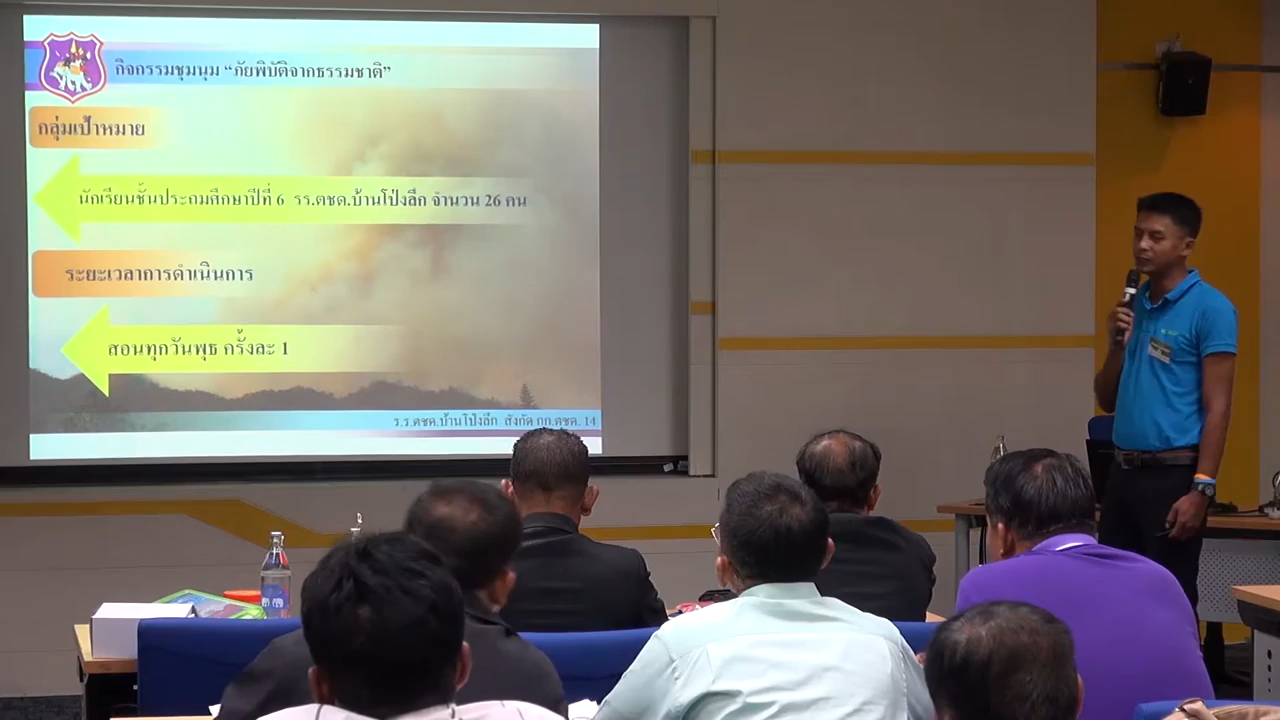 กิจกรรมชุมนุม “ภัยพิบัติจากธรรมชาติ”
กลุ่มเป้าหมาย
นักเรียนชั้นประถมศึกษาปีที่ 6 รร.ตชด.บ้านโป่งลึก จำนวน 26 คน
ระยะเวลาการดำเนินการ
สอนทุกวันพุธ ครั้งละ 1
ร.ร.ตชด.บ้านโป่งลึก สังกัด กก.ตชด. 14